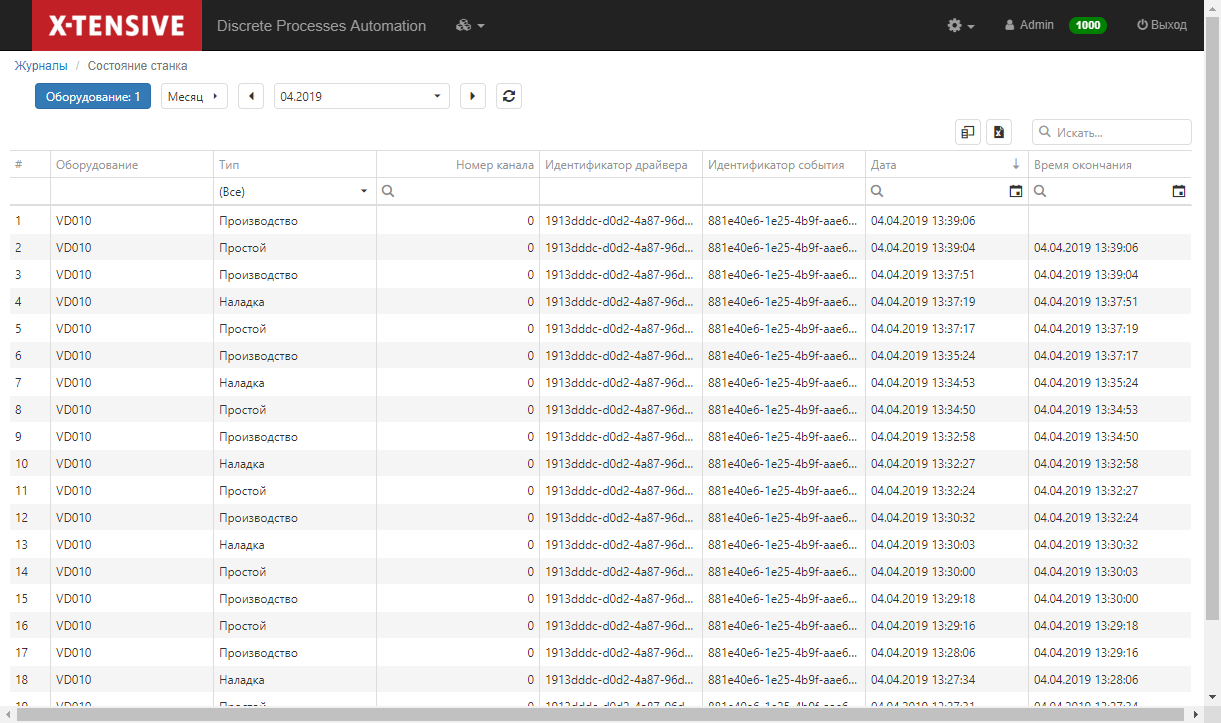 X-TENSIVE Discrete Processes Automation Admin 1000 Выход
Журналы / Состояние станка
Оборудование: 1 Месяц 04.2019
Искать...
# Оборудование Тип Номер канала Идентификатор драйвера Идентификатор события Дата Время окончания
(Все)
1 VD010 Производство 0 1913dddc-d0d2-4a87-96d... 881e40e6-1e25-4b9f-aae6... 04.04.2019 13:39:06
2 VD010 Простой 0 1913dddc-d0d2-4a87-96d... 881e40e6-1e25-4b9f-aae6... 04.04.2019 13:39:04 04.04.2019 13:39:06
3 VD010 Производство 0 1913dddc-d0d2-4a87-96d... 881e40e6-1e25-4b9f-aae6... 04.04.2019 13:37:51 04.04.2019 13:39:04
4 VD010 Наладка 0 1913dddc-d0d2-4a87-96d... 881e40e6-1e25-4b9f-aae6... 04.04.2019 13:37:19 04.04.2019 13:37:51
5 VD010 Простой 0 1913dddc-d0d2-4a87-96d... 881e40e6-1e25-4b9f-aae6... 04.04.2019 13:37:17 04.04.2019 13:37:19
6 VD010 Производство 0 1913dddc-d0d2-4a87-96d... 881e40e6-1e25-4b9f-aae6... 04.04.2019 13:35:24 04.04.2019 13:37:17
7 VD010 Наладка 0 1913dddc-d0d2-4a87-96d... 881e40e6-1e25-4b9f-aae6... 04.04.2019 13:34:53 04.04.2019 13:35:24
8 VD010 Простой 0 1913dddc-d0d2-4a87-96d... 881e40e6-1e25-4b9f-aae6... 04.04.2019 13:34:50 04.04.2019 13:34:53
9 VD010 Производство 0 1913dddc-d0d2-4a87-96d... 881e40e6-1e25-4b9f-aae6... 04.04.2019 13:32:58 04.04.2019 13:34:50
10 VD010 Наладка 0 1913dddc-d0d2-4a87-96d... 881e40e6-1e25-4b9f-aae6... 04.04.2019 13:32:27 04.04.2019 13:32:58
11 VD010 Простой 0 1913dddc-d0d2-4a87-96d... 881e40e6-1e25-4b9f-aae6... 04.04.2019 13:32:24 04.04.2019 13:32:27
12 VD010 Производство 0 1913dddc-d0d2-4a87-96d... 881e40e6-1e25-4b9f-aae6... 04.04.2019 13:30:32 04.04.2019 13:32:24
13 VD010 Наладка 0 1913dddc-d0d2-4a87-96d... 881e40e6-1e25-4b9f-aae6... 04.04.2019 13:30:03 04.04.2019 13:30:32
14 VD010 Простой 0 1913dddc-d0d2-4a87-96d... 881e40e6-1e25-4b9f-aae6... 04.04.2019 13:30:00 04.04.2019 13:30:03
15 VD010 Производство 0 1913dddc-d0d2-4a87-96d... 881e40e6-1e25-4b9f-aae6... 04.04.2019 13:29:18 04.04.2019 13:30:00
16 VD010 Простой 0 1913dddc-d0d2-4a87-96d... 881e40e6-1e25-4b9f-aae6... 04.04.2019 13:29:16 04.04.2019 13:29:18
17 VD010 Производство 0 1913dddc-d0d2-4a87-96d... 881e40e6-1e25-4b9f-aae6... 04.04.2019 13:28:06 04.04.2019 13:29:16
18 VD010 Наладка 0 1913dddc-d0d2-4a87-96d... 881e40e6-1e25-4b9f-aae6... 04.04.2019 13:27:34 04.04.2019 13:28:06